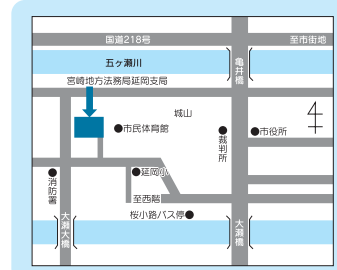 国道218号
至市街地
五ヶ瀬川
亀井橋
宮崎地方法務局延岡支局
城山
●市民体育館
●裁判所
●市役所
●延岡小
●消防署
至西階
桜小路バス停●
大瀬大橋
大瀬橋